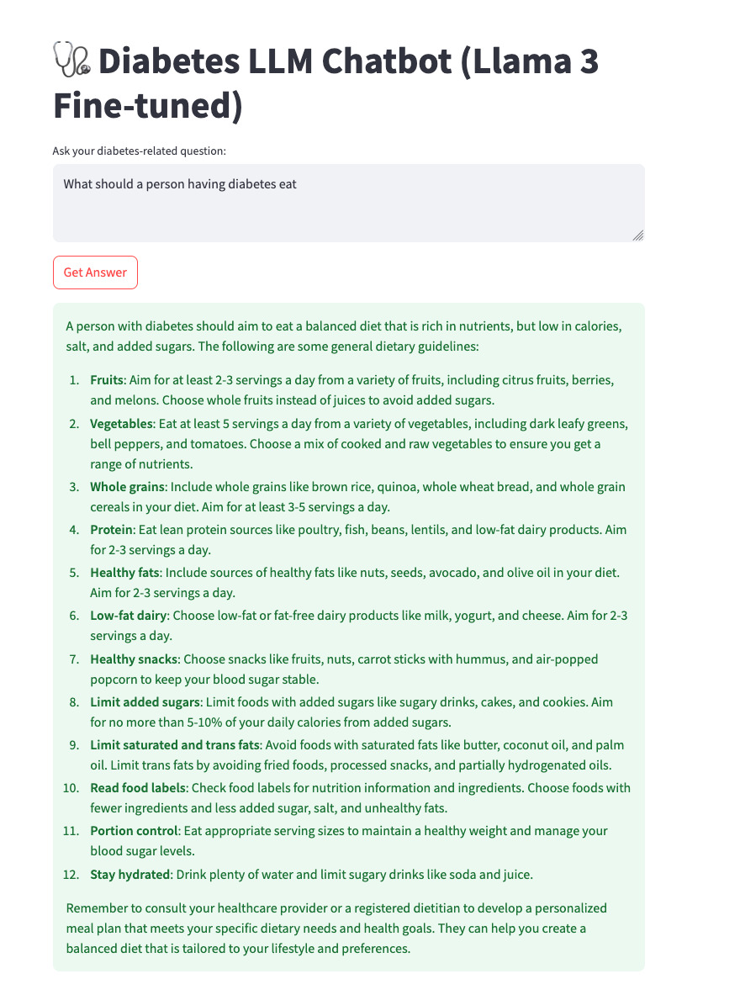 Diabetes LLM Chatbot (Llama 3
Fine-tuned)
Ask your diabetes-related question:
What should a person having diabetes eat
Get Answer
A person with diabetes should aim to eat a balanced diet that is rich in nutrients, but low in calories,
salt, and added sugars. The following are some general dietary guidelines:
1. Fruits: Aim for at least 2-3 servings a day from a variety of fruits, including citrus fruits, berries,
and melons. Choose whole fruits instead of juices to avoid added sugars.
2. Vegetables: Eat at least 5 servings a day from a variety of vegetables, including dark leafy greens,
bell peppers, and tomatoes. Choose a mix of cooked and raw vegetables to ensure you get a
range of nutrients.
3. Whole grains: Include whole grains like brown rice, quinoa, whole wheat bread, and whole grain
cereals in your diet. Aim for at least 3-5 servings a day.
4. Protein: Eat lean protein sources like poultry, fish, beans, lentils, and low-fat dairy products. Aim
for 2-3 servings a day.
5. Healthy fats: Include sources of healthy fats like nuts, seeds, avocado, and olive oil in your diet.
Aim for 2-3 servings a day.
6. Low-fat dairy: Choose low-fat or fat-free dairy products like milk, yogurt, and cheese. Aim for 2-3
servings a day.
7. Healthy snacks: Choose snacks like fruits, nuts, carrot sticks with hummus, and air-popped
popcorn to keep your blood sugar stable.
8. Limit added sugars: Limit foods with added sugars like sugary drinks, cakes, and cookies. Aim
for no more than 5-10% of your daily calories from added sugars.
9. Limit saturated and trans fats: Avoid foods with saturated fats like butter, coconut oil, and palm
oil. Limit trans fats by avoiding fried foods, processed snacks, and partially hydrogenated oils.
10. Read food labels: Check food labels for nutrition information and ingredients. Choose foods with
fewer ingredients and less added sugar, salt, and unhealthy fats.
11. Portion control: Eat appropriate serving sizes to maintain a healthy weight and manage your
blood sugar levels.
12. Stay hydrated: Drink plenty of water and limit sugary drinks like soda and juice.
Remember to consult your healthcare provider or a registered dietitian to develop a personalized
meal plan that meets your specific dietary needs and health goals. They can help you create a
balanced diet that is tailored to your lifestyle and preferences.